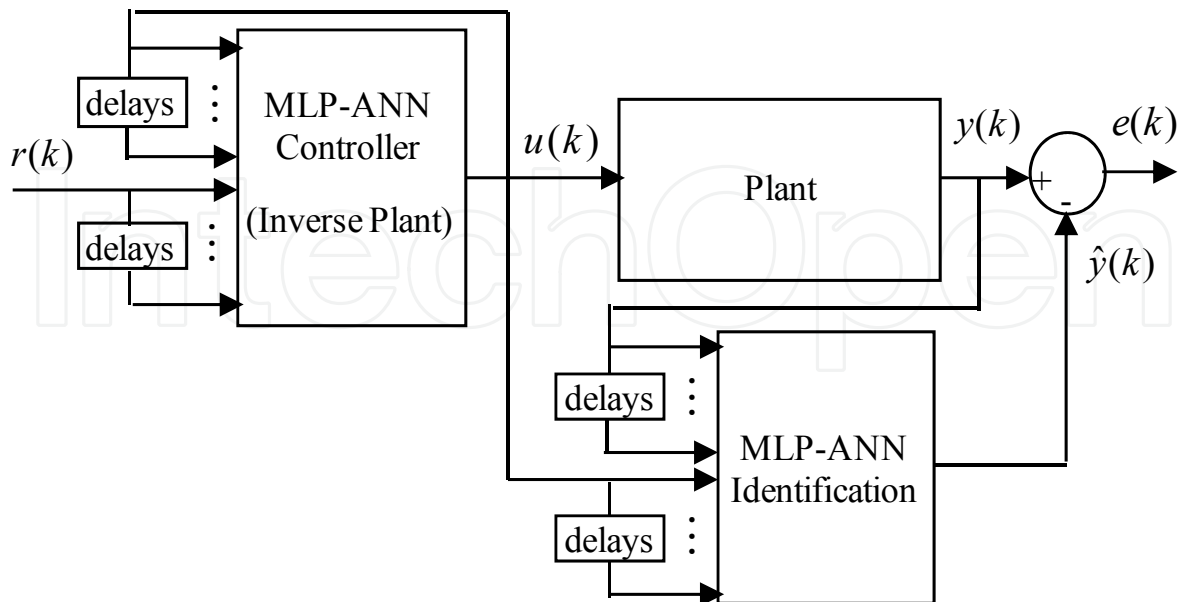 delays
MLP-ANN
Controller
(Inverse Plant)
r(k)
delays
u(k)
Plant
y(k)
e(k)
+
-
ŷ(k)
delays
MLP-ANN
Identification
delays
IntechOpen